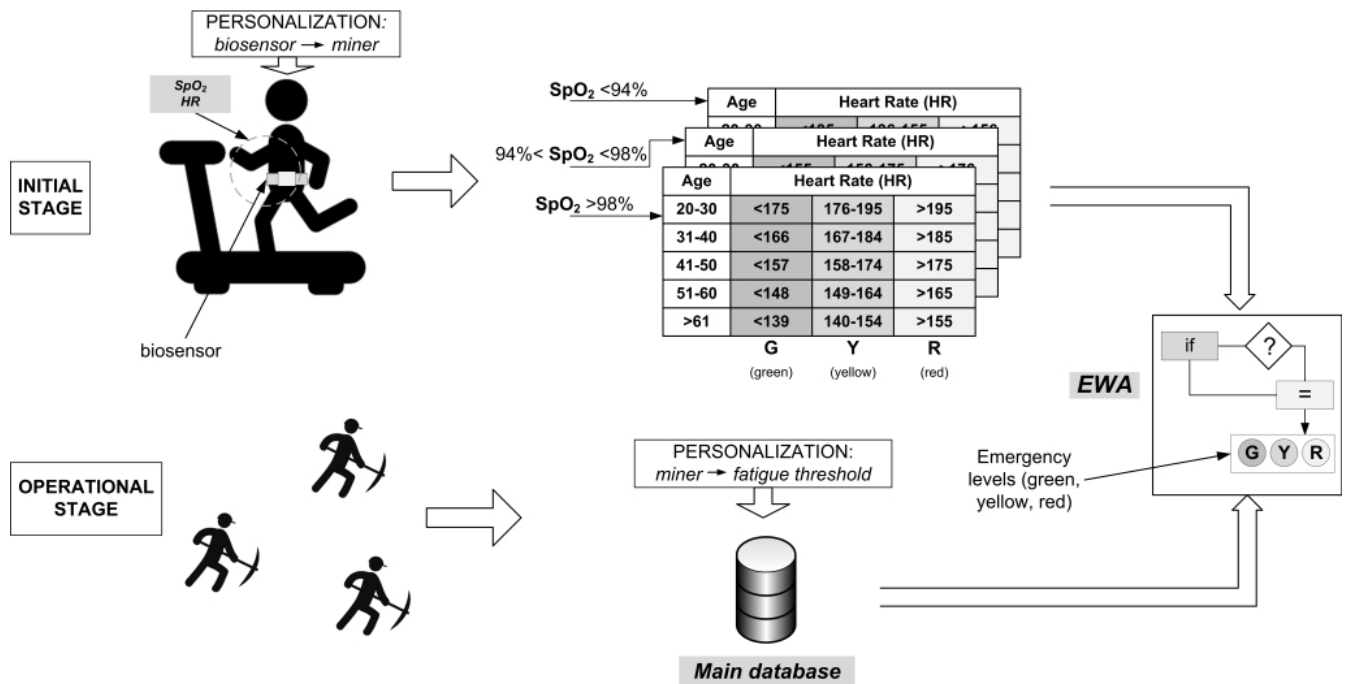 PERSONALIZATION:
biosensor → miner
SpO₂
HR
INITIAL
STAGE
biosensor
SpO₂ <94%
94%< SpO₂ <98%
SpO₂ >98%
Age Heart Rate (HR)
Age Heart Rate (HR)
Age Heart Rate (HR)
20-30 <175 176-195 >195
31-40 <166 167-184 >185
41-50 <157 158-174 >175
51-60 <148 149-164 >165
>61 <139 140-154 >155
G Y R
(green) (yellow) (red)
if ?
=
EWA
G Y R
Emergency
levels (green,
yellow, red)
OPERATIONAL
STAGE
PERSONALIZATION:
miner → fatigue threshold
Main database